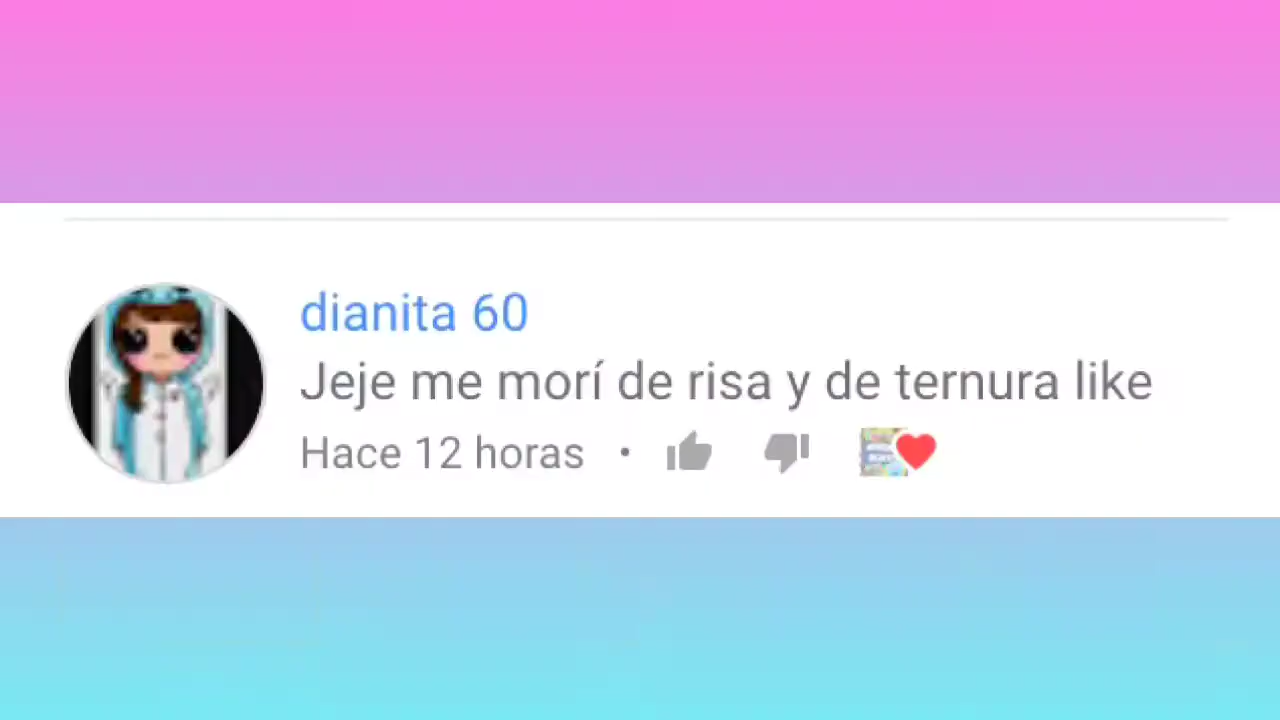 dianita 60
Jeje me morí de risa y de ternura like
Hace 12 horas •